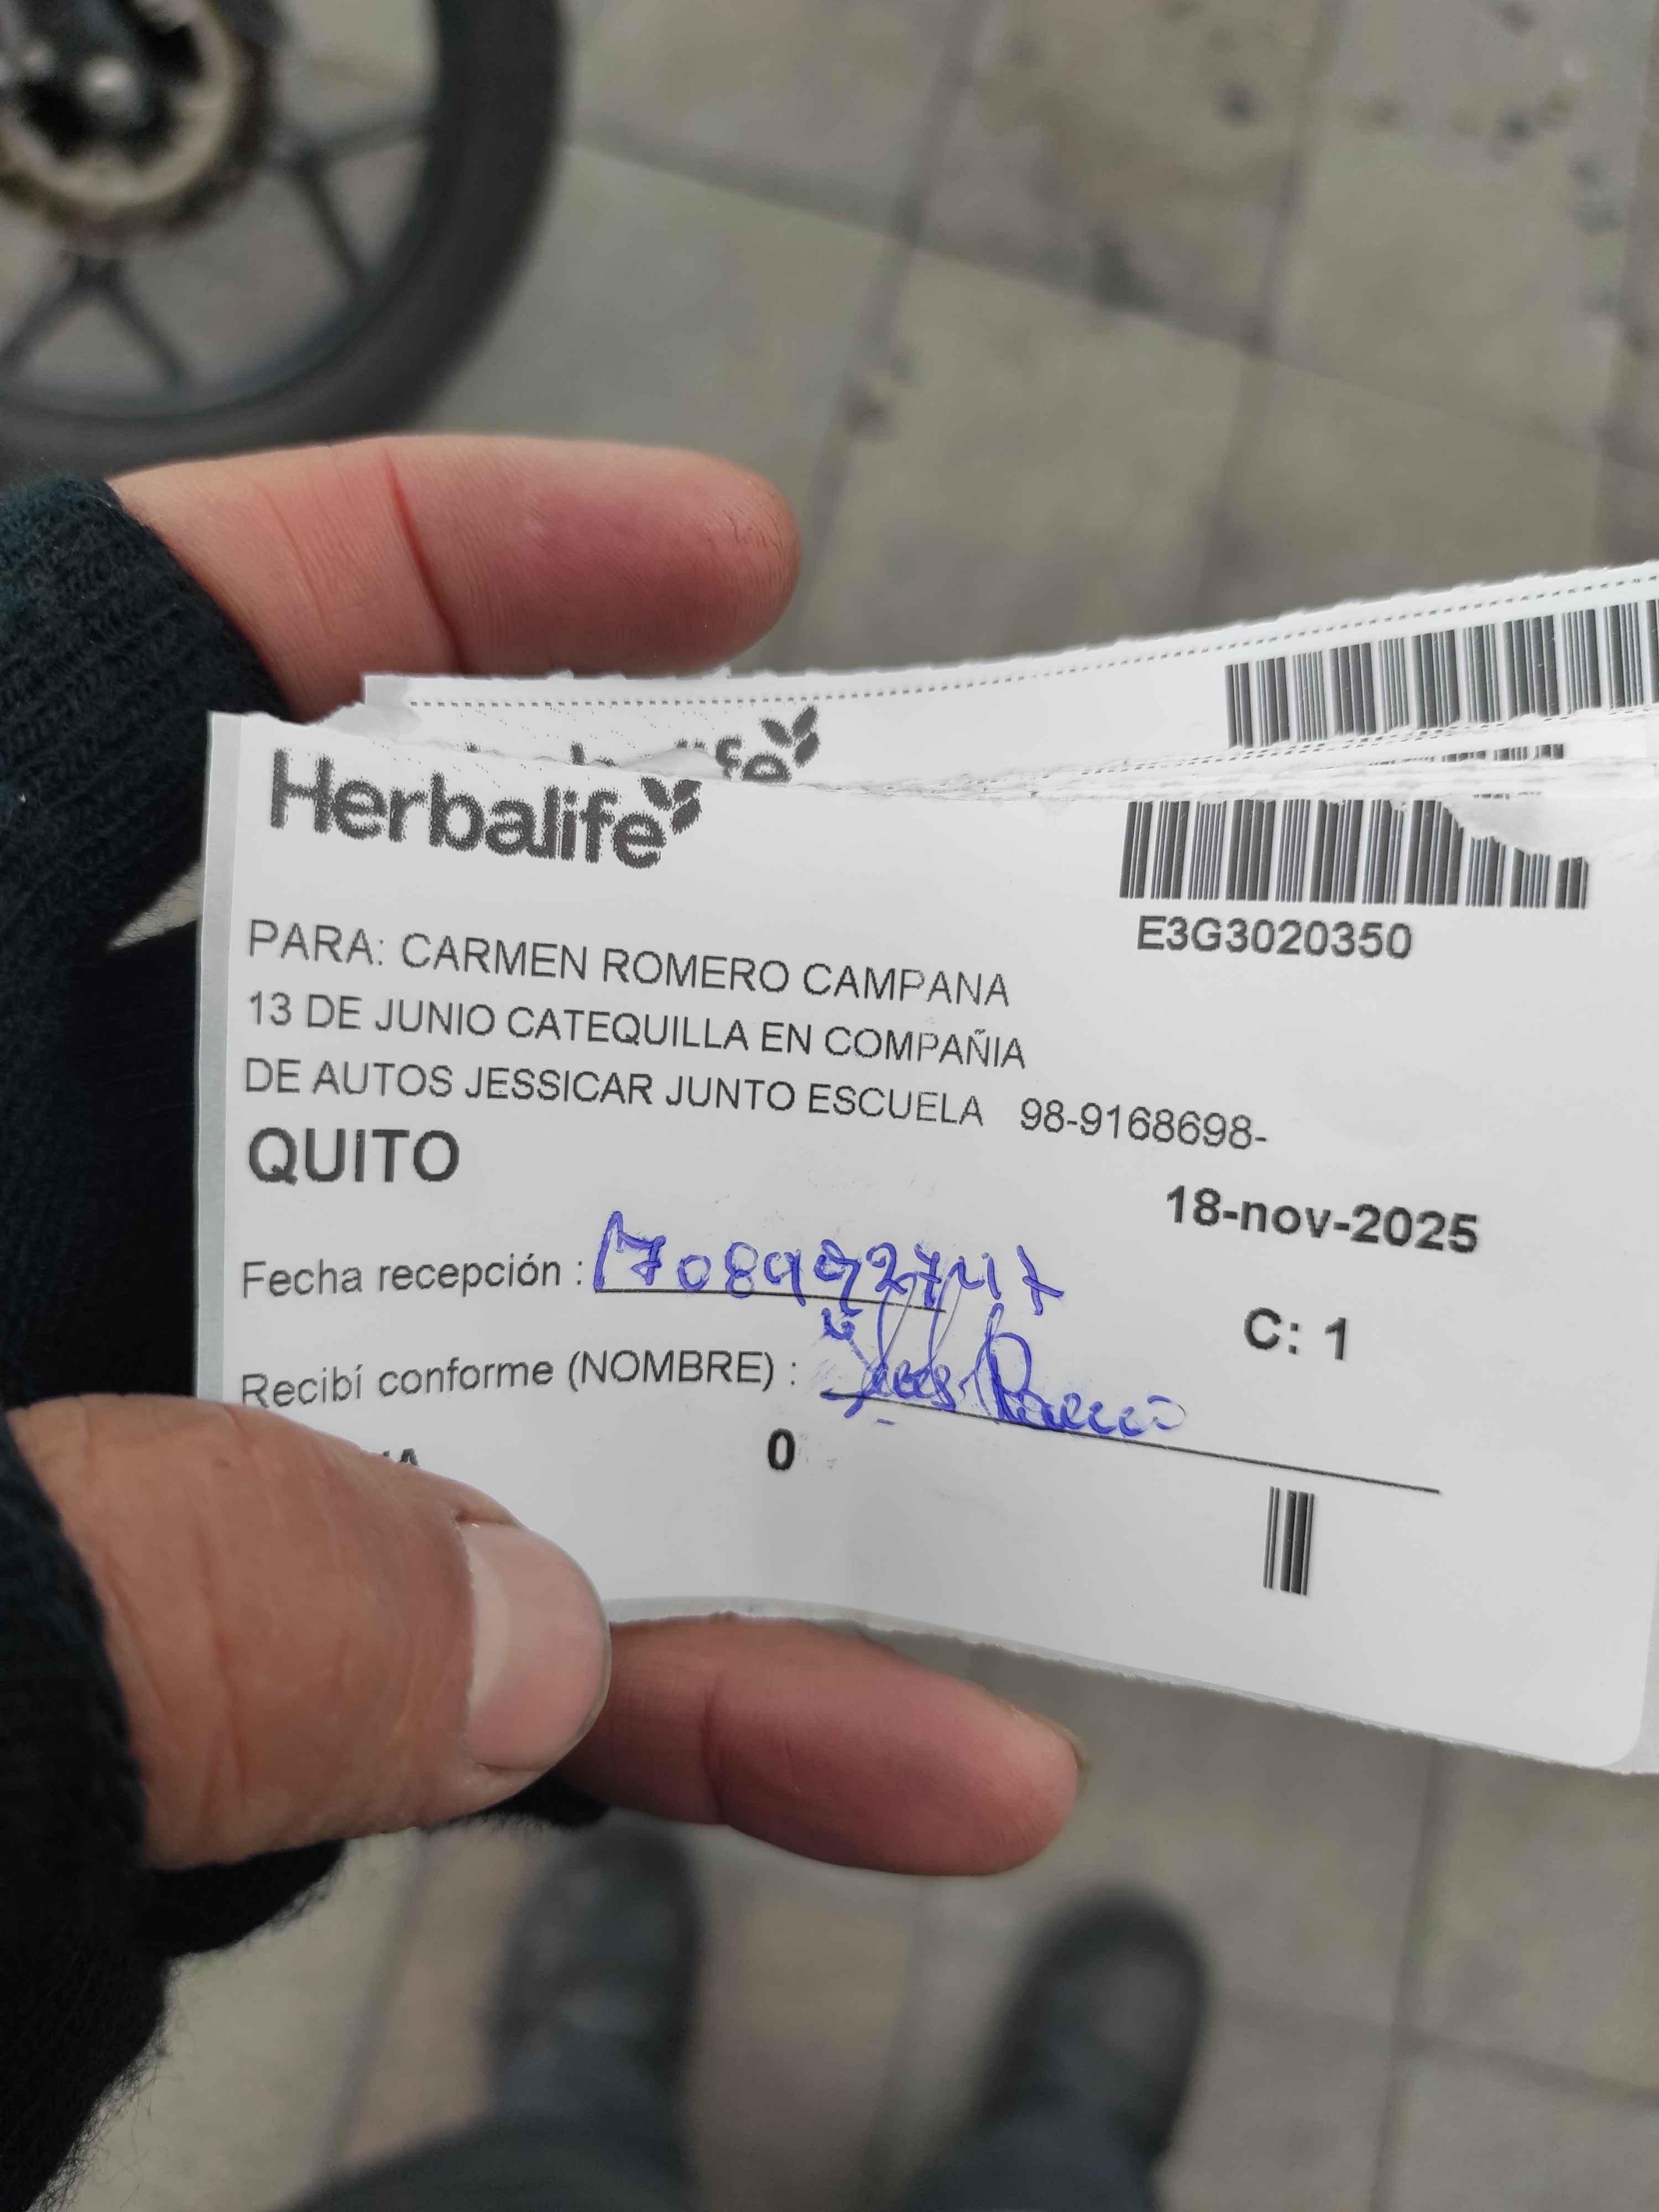 Herbalife
E3G3020350
PARA: CARMEN ROMERO CAMPANA
13 DE JUNIO CATEQUILLA EN COMPAÑIA
DE AUTOS JESSICAR JUNTO ESCUELA 98-9168698-
QUITO
18-nov-2025
Fecha recepción :
C: 1
Recibí conforme (NOMBRE) :
0